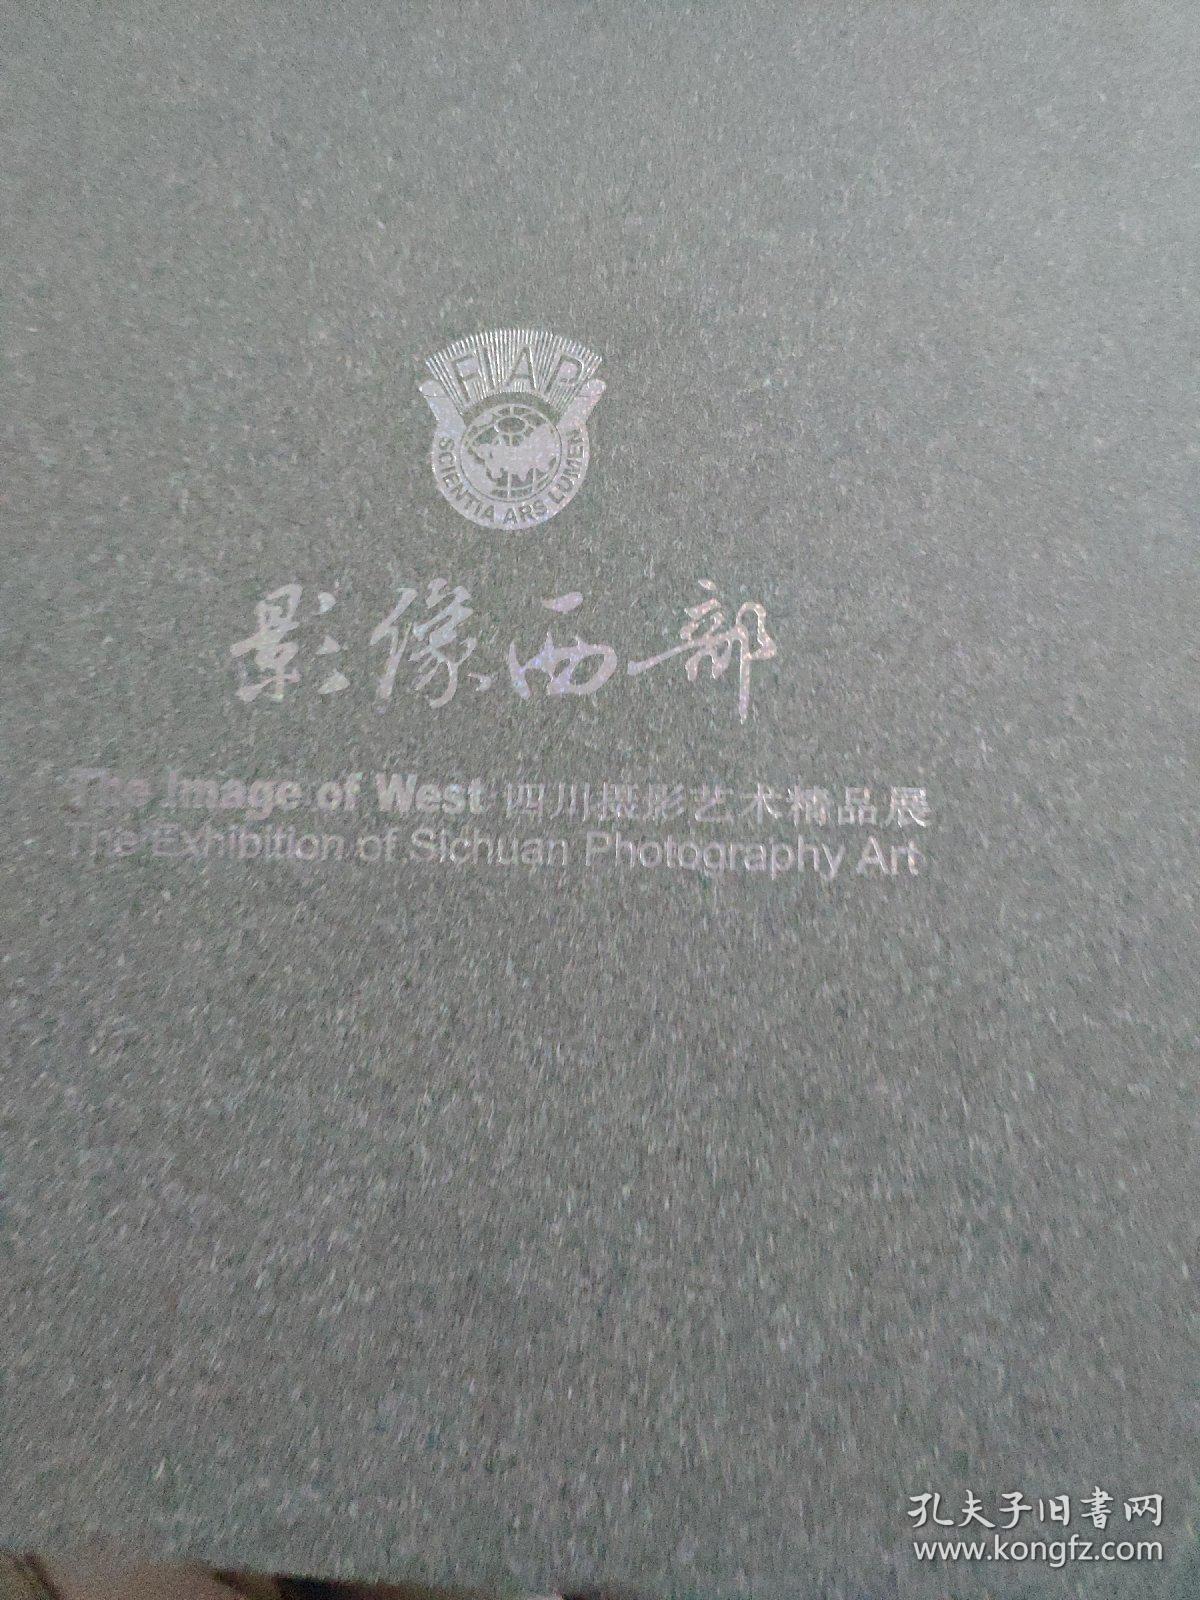 FIAP
SCIENTIA ARS LUMEN
影像西部
The Image of West 四川摄影艺术精品展
The Exhibition of Sichuan Photography Art
孔夫子旧書网
www.kongfz.com